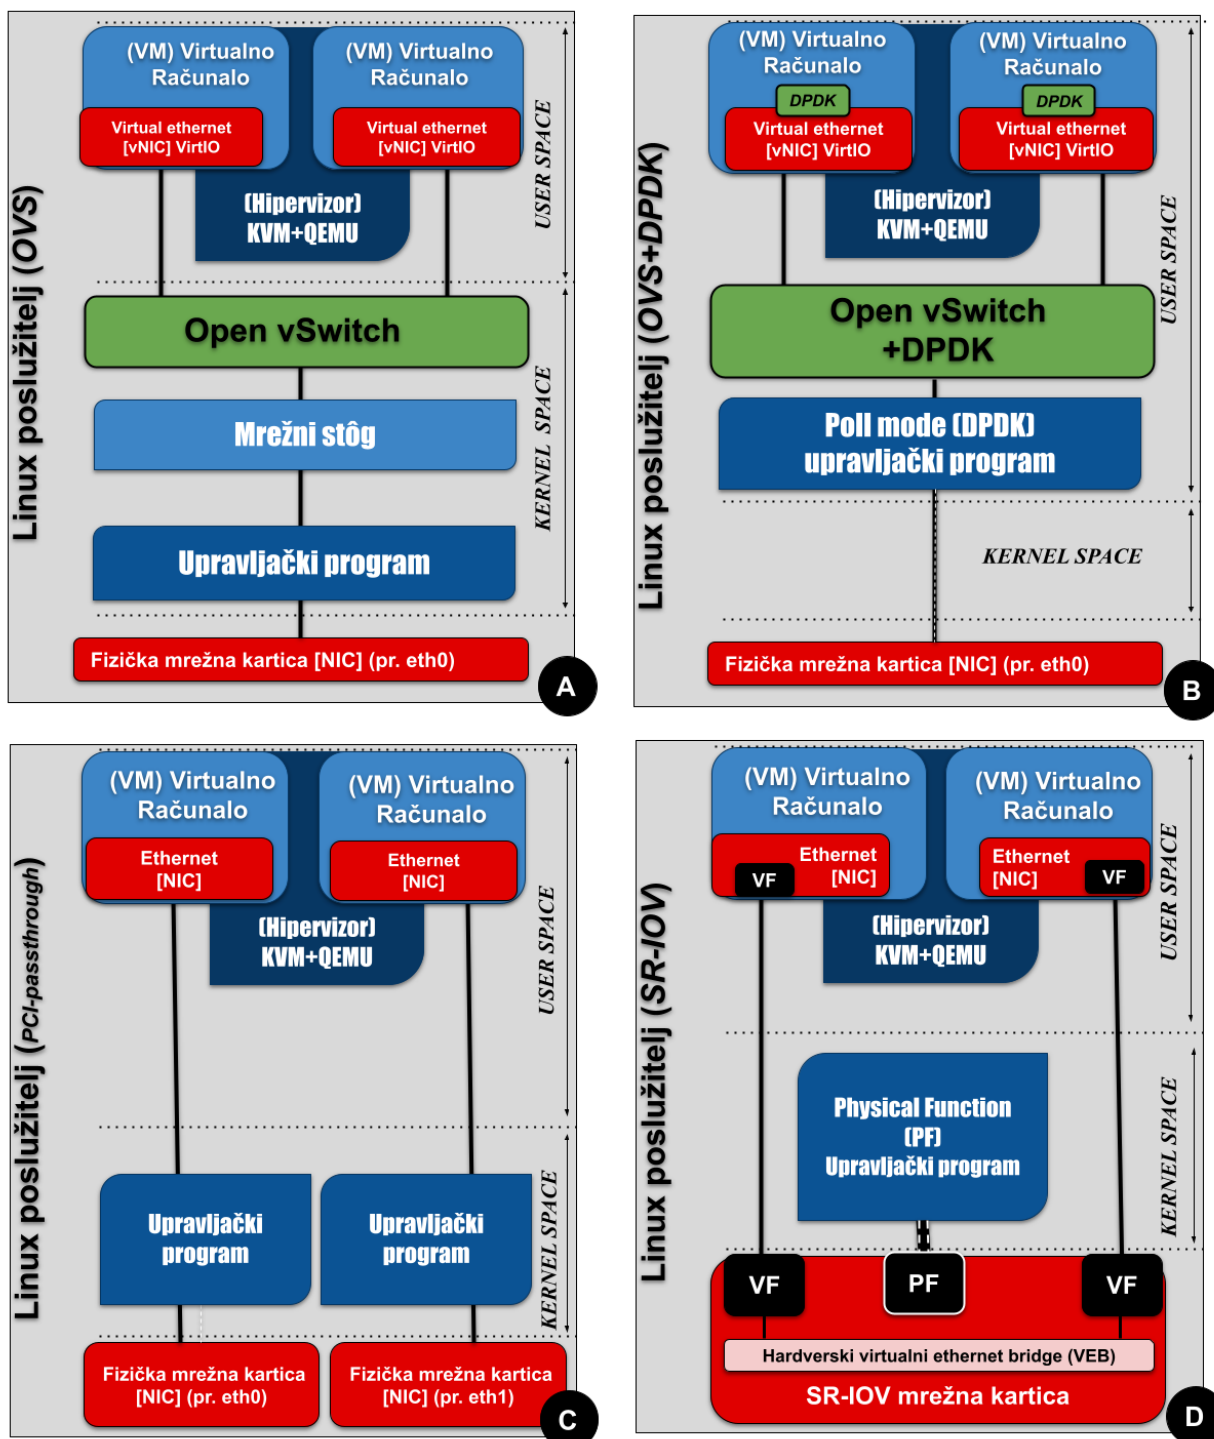 Linux poslužitelj (OVS)
(VM) Virtualno
Računalo
(VM) Virtualno
Računalo
Virtual ethernet
[vNIC] VirtIO
Virtual ethernet
[vNIC] VirtIO
(Hipervizor)
KVM+QEMU
USER SPACE
Open vSwitch
Mrežni stôg
Upravljački program
KERNEL SPACE
Fizička mrežna kartica [NIC] (pr. eth0)
A
Linux poslužitelj (OVS+DPDK)
(VM) Virtualno
Računalo
(VM) Virtualno
Računalo
DPDK
DPDK
Virtual ethernet
[vNIC] VirtIO
Virtual ethernet
[vNIC] VirtIO
(Hipervizor)
KVM+QEMU
USER SPACE
Open vSwitch
+DPDK
Poll mode (DPDK)
upravljački program
KERNEL SPACE
Fizička mrežna kartica [NIC] (pr. eth0)
B
Linux poslužitelj (PCI-passthrough)
(VM) Virtualno
Računalo
(VM) Virtualno
Računalo
Ethernet
[NIC]
Ethernet
[NIC]
(Hipervizor)
KVM+QEMU
USER SPACE
Upravljački
program
Upravljački
program
KERNEL SPACE
Fizička mrežna kartica
[NIC] (pr. eth0)
Fizička mrežna kartica
[NIC] (pr. eth1)
C
Linux poslužitelj (SR-IOV)
(VM) Virtualno
Računalo
(VM) Virtualno
Računalo
Ethernet
[NIC]
VF
Ethernet
[NIC]
VF
(Hipervizor)
KVM+QEMU
USER SPACE
Physical Function
(PF)
Upravljački program
KERNEL SPACE
VF
PF
VF
Hardverski virtualni ethernet bridge (VEB)
SR-IOV mrežna kartica
D